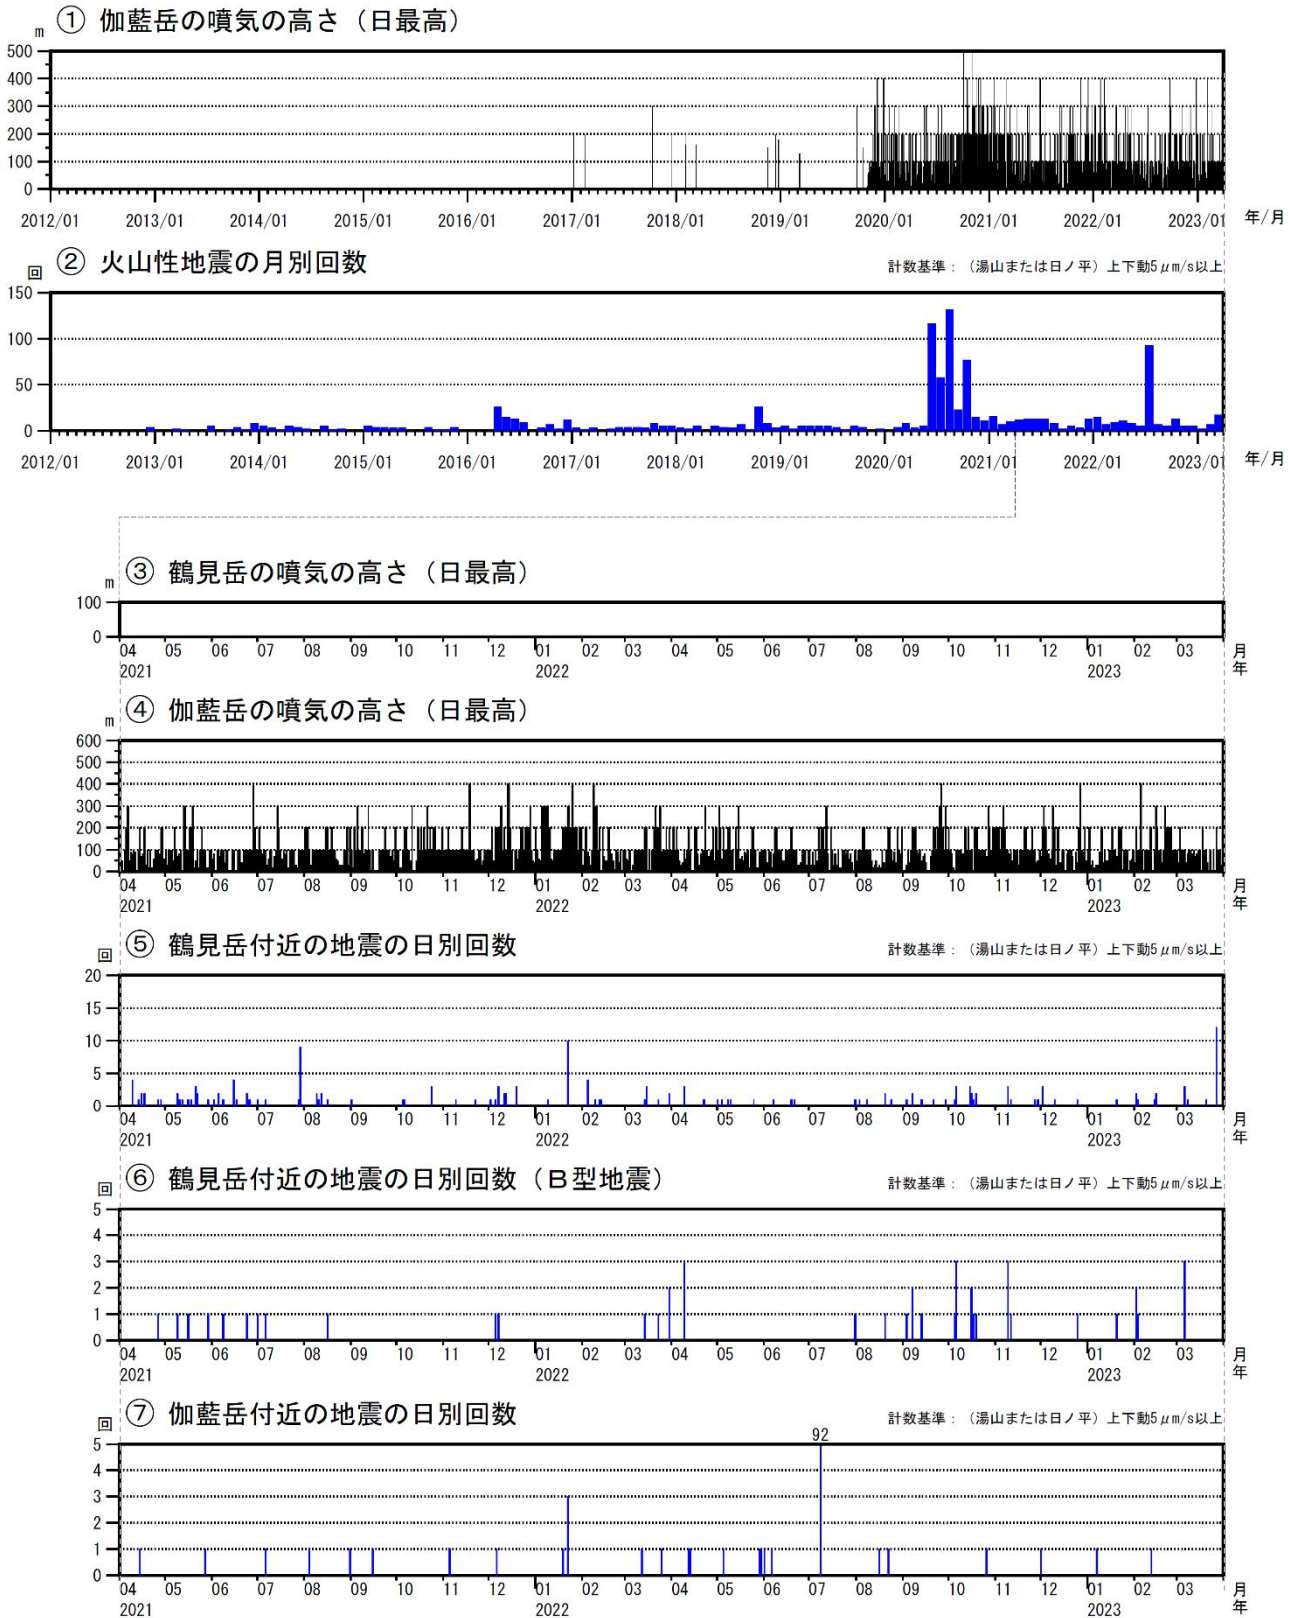 ① 伽藍岳の噴気の高さ（日最高）
m
500
400
300
200
100
0
2012/01 2013/01 2014/01 2015/01 2016/01 2017/01 2018/01 2019/01 2020/01 2021/01 2022/01 2023/01 年/月
② 火山性地震の月別回数
回
計数基準：（湯山または日ノ平）上下動5μm/s以上
150
100
50
0
2012/01 2013/01 2014/01 2015/01 2016/01 2017/01 2018/01 2019/01 2020/01 2021/01 2022/01 2023/01 年/月
③ 鶴見岳の噴気の高さ（日最高）
m
100
0
04 05 06 07 08 09 10 11 12 01 02 03 04 05 06 07 08 09 10 11 12 01 02 03 月
2021 2022 2023 年
④ 伽藍岳の噴気の高さ（日最高）
m
600
500
400
300
200
100
0
04 05 06 07 08 09 10 11 12 01 02 03 04 05 06 07 08 09 10 11 12 01 02 03 月
2021 2022 2023 年
⑤ 鶴見岳付近の地震の日別回数
回
計数基準：（湯山または日ノ平）上下動5μm/s以上
20
15
10
5
0
04 05 06 07 08 09 10 11 12 01 02 03 04 05 06 07 08 09 10 11 12 01 02 03 月
2021 2022 2023 年
⑥ 鶴見岳付近の地震の日別回数（Ｂ型地震）
回
計数基準：（湯山または日ノ平）上下動5μm/s以上
5
4
3
2
1
0
04 05 06 07 08 09 10 11 12 01 02 03 04 05 06 07 08 09 10 11 12 01 02 03 月
2021 2022 2023 年
⑦ 伽藍岳付近の地震の日別回数
回
計数基準：（湯山または日ノ平）上下動5μm/s以上
92
5
4
3
2
1
0
04 05 06 07 08 09 10 11 12 01 02 03 04 05 06 07 08 09 10 11 12 01 02 03 月
2021 2022 2023 年